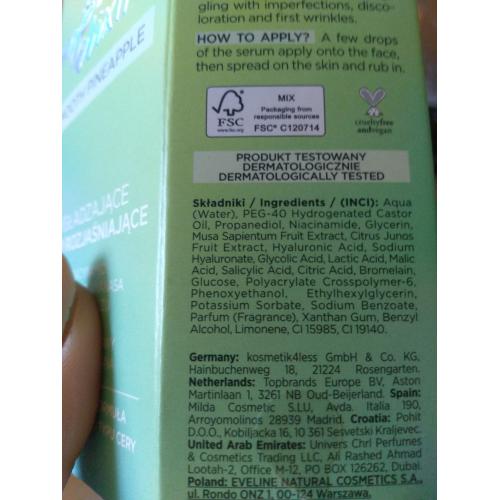 gling with imperfections, disco-
loration and first wrinkles.
HOW TO APPLY? A few drops
of the serum apply onto the face,
then spread on the skin and rub in.
FSC
www.fsc.org
MIX
Packaging from
responsible sources
FSC® C120714
crueltyfree
andvegan
PRODUKT TESTOWANY
DERMATOLOGICZNIE
DERMATOLOGICALLY TESTED
Składniki / Ingredients / (INCI): Aqua
(Water), PEG-40 Hydrogenated Castor
Oil, Propanediol, Niacinamide, Glycerin,
Musa Sapientum Fruit Extract, Citrus Junos
Fruit Extract, Hyaluronic Acid, Sodium
Hyaluronate, Glycolic Acid, Lactic Acid, Malic
Acid, Salicylic Acid, Citric Acid, Bromelain,
Glucose, Polyacrylate Crosspolymer-6,
Phenoxyethanol, Ethylhexylglycerin,
Potassium Sorbate, Sodium Benzoate,
Parfum (Fragrance), Xanthan Gum, Benzyl
Alcohol, Limonene, CI 15985, CI 19140.
Germany: kosmetik4less GmbH & Co. KG,
Hainbuchenweg 18, 21224 Rosengarten.
Netherlands: Topbrands Europe BV, Aston
Martinlaan 1, 3261 NB Oud-Beijerland. Spain:
Milda Cosmetic S.LU, Avda. Italia 190,
Arroyomolinos 28939 Madrid. Croatia: Pohit
D.O.O., Kobiljacka 10, 10 361 Sesvetski Kraljevec.
United Arab Emirates: Univers Chrl Perfumes
& Cosmetics Trading LLC, Ali Rashed Ahmad
Lootah-2, Office M-12, PO BOX 126262, Dubai.
Poland: EVELINE NATURAL COSMETICS S.A.,
ul. Rondo ONZ 1, 00-124 Warszawa.
PINEAPPLE
CERY